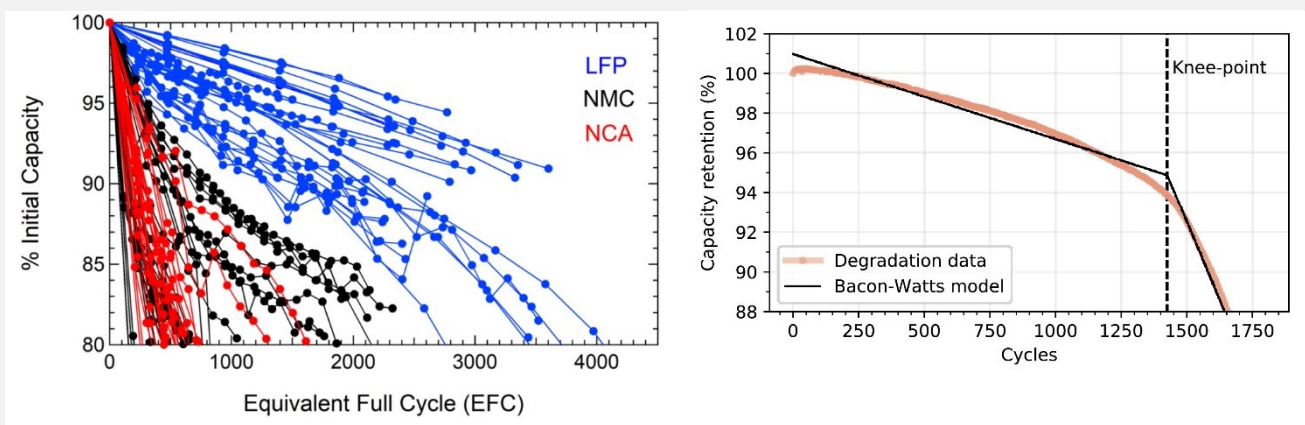 100
95
90
85
80
% Initial Capacity
LFP
NMC
NCA
0 1000 2000 3000 4000
Equivalent Full Cycle (EFC)
102
100
98
96
94
92
90
88
Capacity retention (%)
Knee-point
Degradation data
Bacon-Watts model
0 250 500 750 1000 1250 1500 1750
Cycles